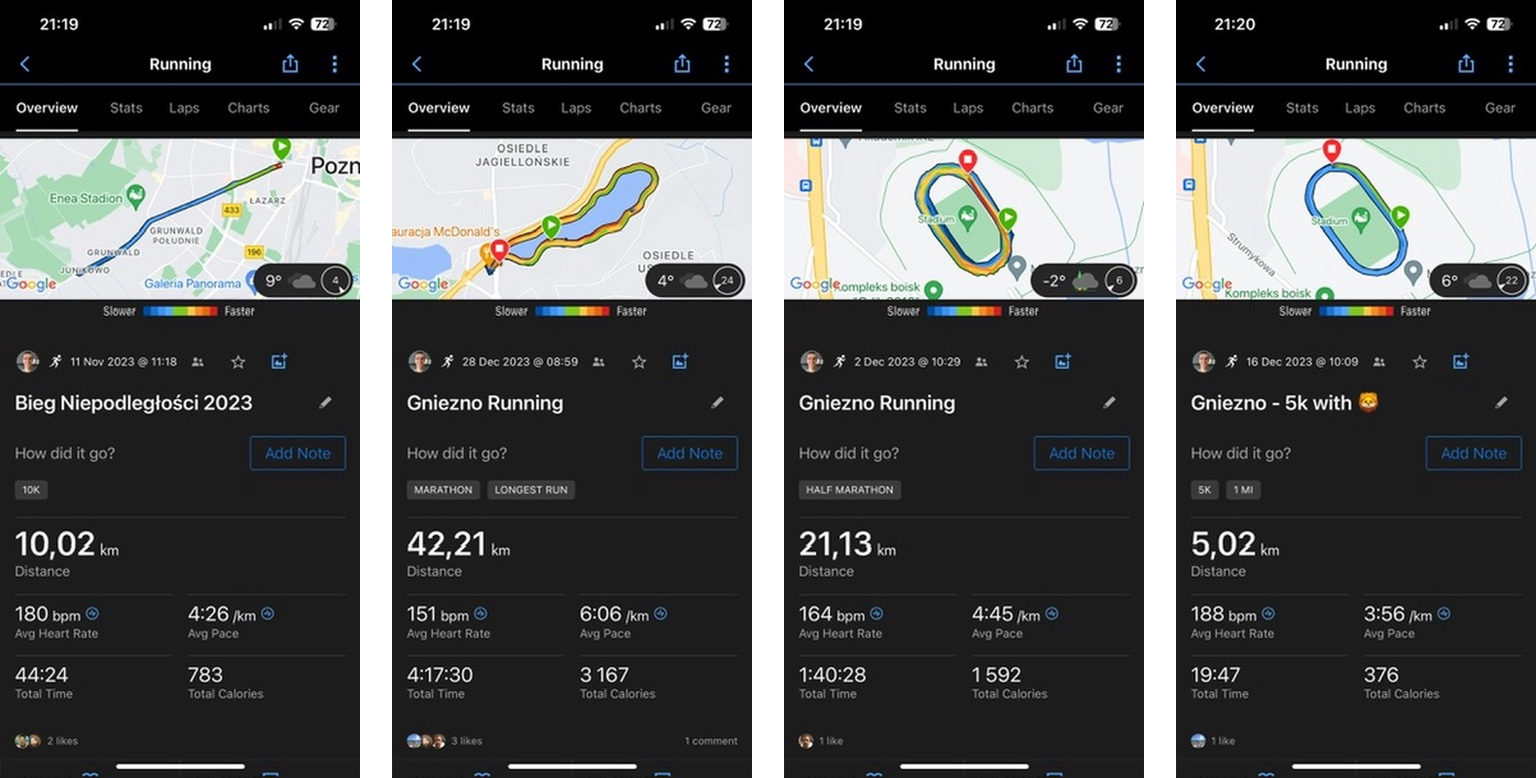 21:19
72
Running
Overview Stats Laps Charts Gear
Pozn
Enea Stadion
ŁAZARZ
433
GRUNWALD
POŁUDNIE
GRUNWALD
196
JUNIKOWO
Galeria Panorama
Google
9° 4
Slower Faster
11 Nov 2023 @ 11:18
Bieg Niepodległości 2023
How did it go? Add Note
10K
10,02 km
Distance
180 bpm 4:26 /km
Avg Heart Rate Avg Pace
44:24 783
Total Time Total Calories
2 likes
21:19
72
Running
Overview Stats Laps Charts Gear
OSIEDLE
JAGIELLOŃSKIE
auracja McDonald's
OSIEDLE
Google
4° 24
Slower Faster
28 Dec 2023 @ 08:59
Gniezno Running
How did it go? Add Note
MARATHON LONGEST RUN
42,21 km
Distance
151 bpm 6:06 /km
Avg Heart Rate Avg Pace
4:17:30 3 167
Total Time Total Calories
3 likes 1 comment
21:19
72
Running
Overview Stats Laps Charts Gear
Stadium
Google
Kompleks boisk
-2° 6
Slower Faster
2 Dec 2023 @ 10:29
Gniezno Running
How did it go? Add Note
HALF MARATHON
21,13 km
Distance
164 bpm 4:45 /km
Avg Heart Rate Avg Pace
1:40:28 1 592
Total Time Total Calories
1 like
21:20
72
Running
Overview Stats Laps Charts Gear
Stadium
Strumykowa
Google
Kompleks boisk
6° 22
Slower Faster
16 Dec 2023 @ 10:09
Gniezno - 5k with 🦁
How did it go? Add Note
5K 1 MI
5,02 km
Distance
188 bpm 3:56 /km
Avg Heart Rate Avg Pace
19:47 376
Total Time Total Calories
1 like